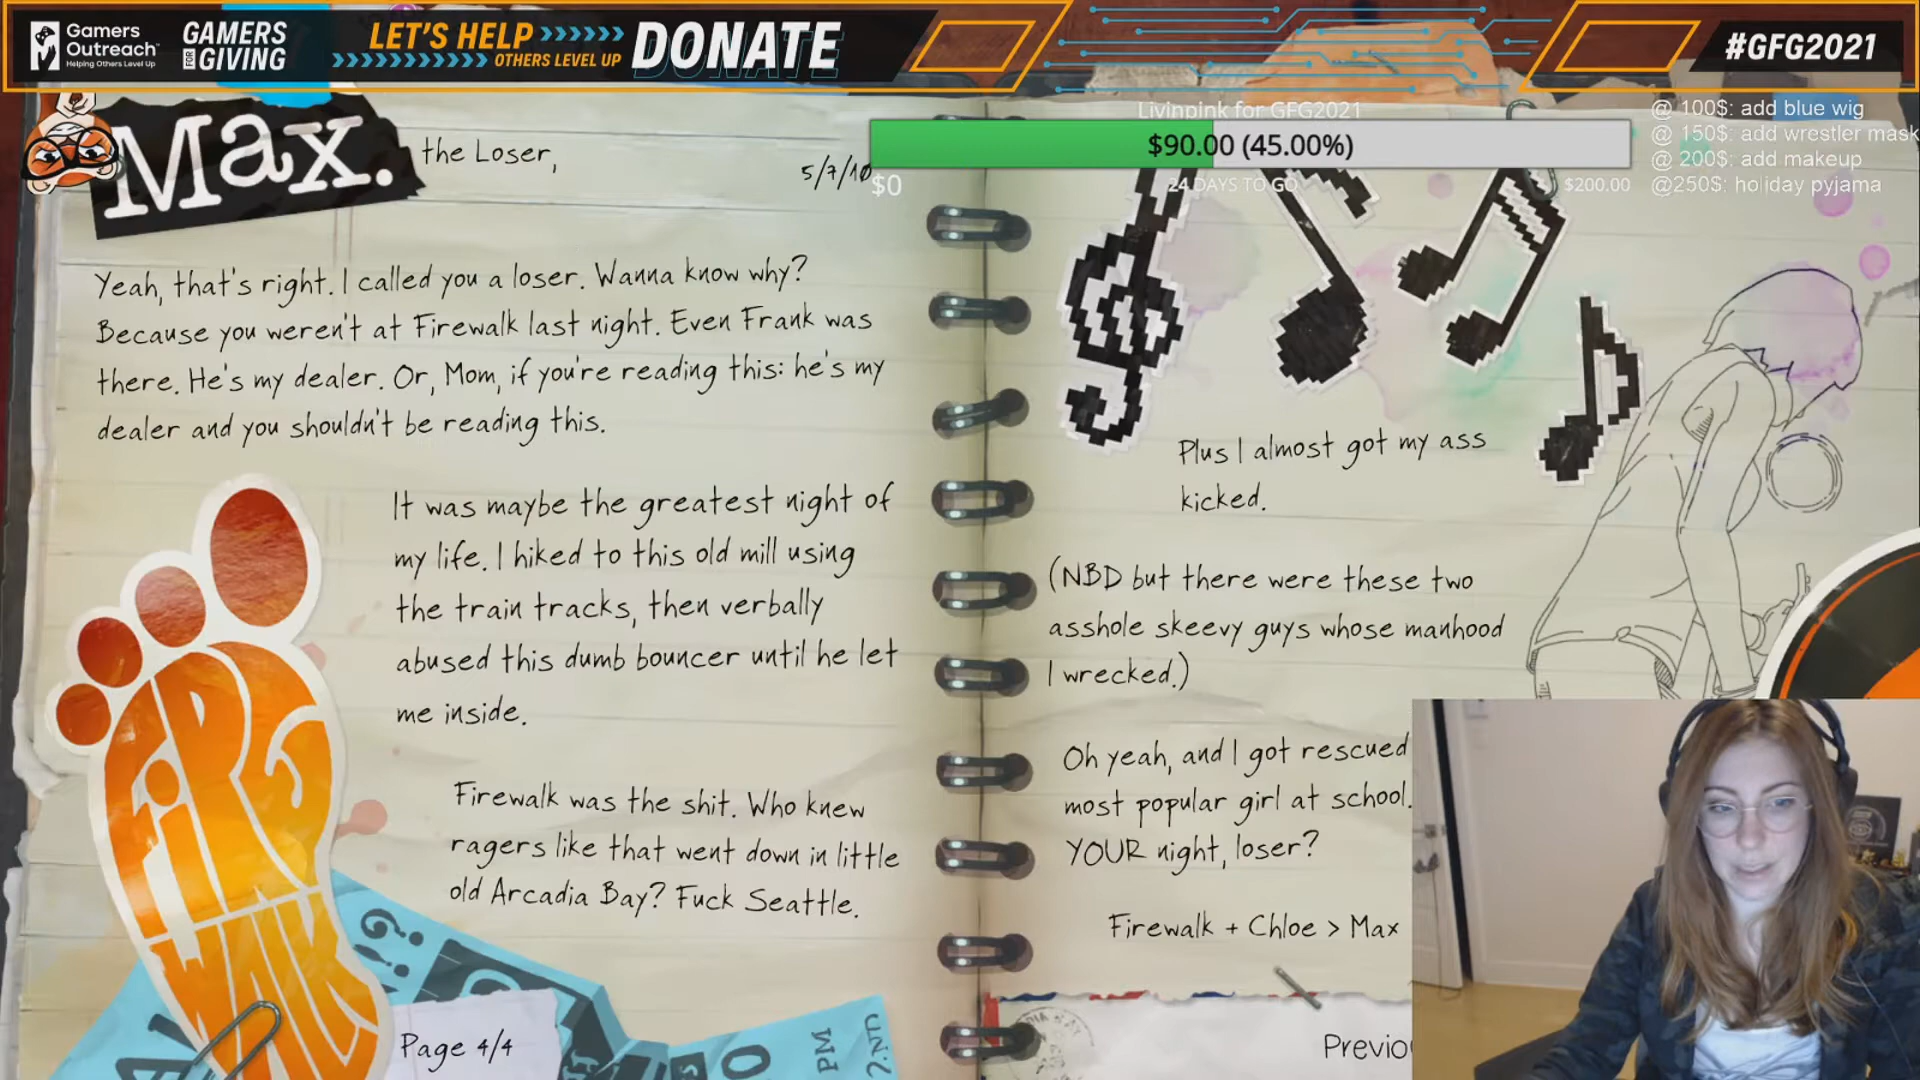 Gamers Outreach
Helping Others Level Up
GAMERS FOR GIVING
LET'S HELP
OTHERS LEVEL UP
DONATE
#GFG2021
Livinpink for GFG2021
$90.00 (45.00%)
$0
24 DAYS TO GO
$200.00
@ 100$: add blue wig
@ 150$: add wrestler mask
@ 200$: add makeup
@250$: holiday pyjama
Max.
the Loser,
5/7/10
Yeah, that's right. I called you a loser. Wanna know why?
Because you weren't at Firewalk last night. Even Frank was
there. He's my dealer. Or, Mom, if you're reading this: he's my
dealer and you shouldn't be reading this.
It was maybe the greatest night of
my life. I hiked to this old mill using
the train tracks, then verbally
abused this dumb bouncer until he let
me inside.
Firewalk was the shit. Who knew
ragers like that went down in little
old Arcadia Bay? Fuck Seattle.
FIRE
WALK
Page 4/4
PM
Plus I almost got my ass
kicked.
(NBD but there were these two
asshole skeevy guys whose manhood
I wrecked.)
Oh yeah, and I got rescued
most popular girl at school.
YOUR night, loser?
Firewalk + Chloe > Max
Previo